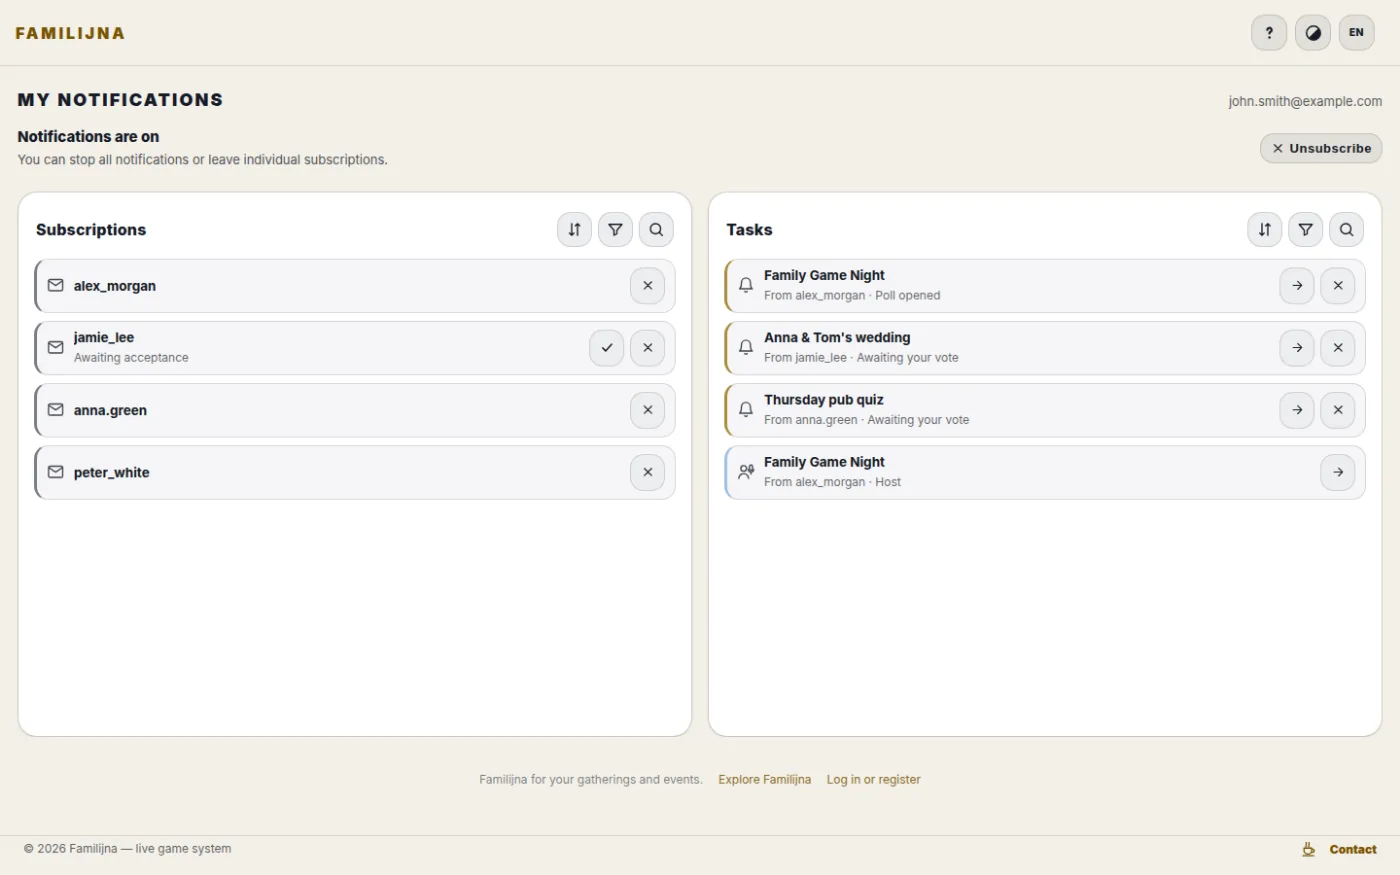 FAMILIJNA
?
EN
MY NOTIFICATIONS
john.smith@example.com
Notifications are on
You can stop all notifications or leave individual subscriptions.
Unsubscribe
Subscriptions
alex_morgan
jamie_lee
Awaiting acceptance
anna.green
peter_white
Tasks
Family Game Night
From alex_morgan · Poll opened
Anna & Tom's wedding
From jamie_lee · Awaiting your vote
Thursday pub quiz
From anna.green · Awaiting your vote
Family Game Night
From alex_morgan · Host
Familijna for your gatherings and events. Explore Familijna Log in or register
© 2026 Familijna — live game system
Contact